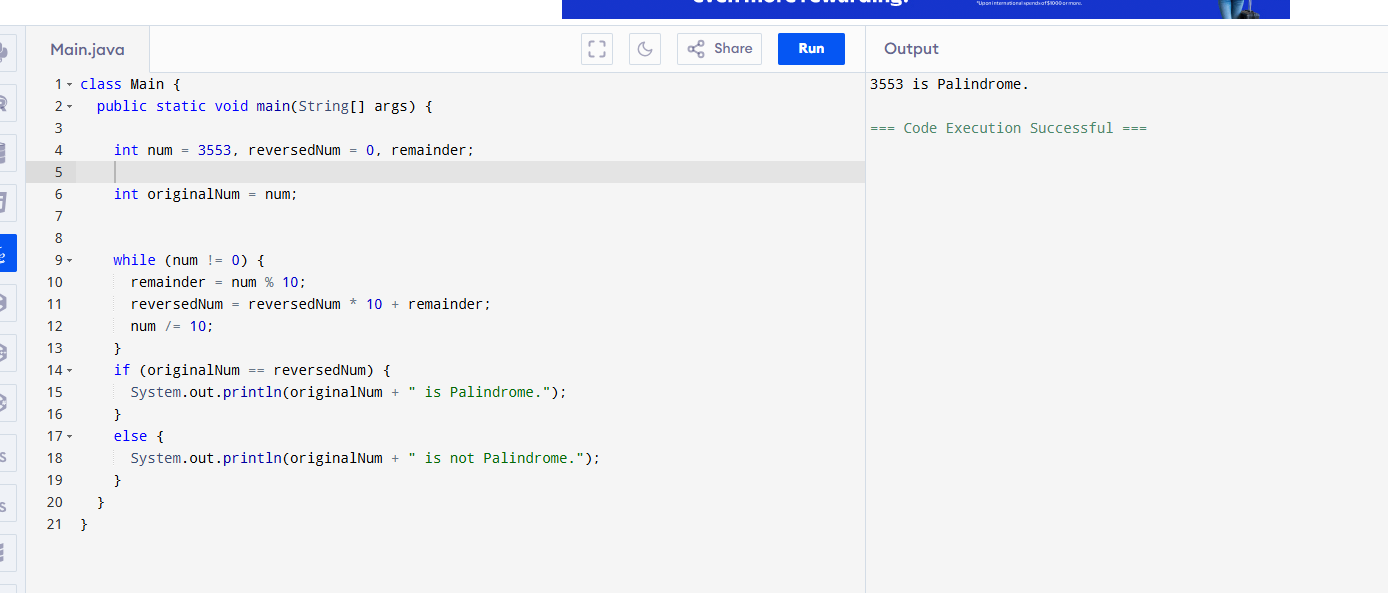 even more rewarding.
*Upon international spends of $1000 or more.
Main.java
Share
Run
Output
1 class Main {
2 public static void main(String[] args) {
3
4 int num = 3553, reversedNum = 0, remainder;
5
6 int originalNum = num;
7
8
9 while (num != 0) {
10 remainder = num % 10;
11 reversedNum = reversedNum * 10 + remainder;
12 num /= 10;
13 }
14 if (originalNum == reversedNum) {
15 System.out.println(originalNum + " is Palindrome.");
16 }
17 else {
18 System.out.println(originalNum + " is not Palindrome.");
19 }
20 }
21 }
3553 is Palindrome.
=== Code Execution Successful ===